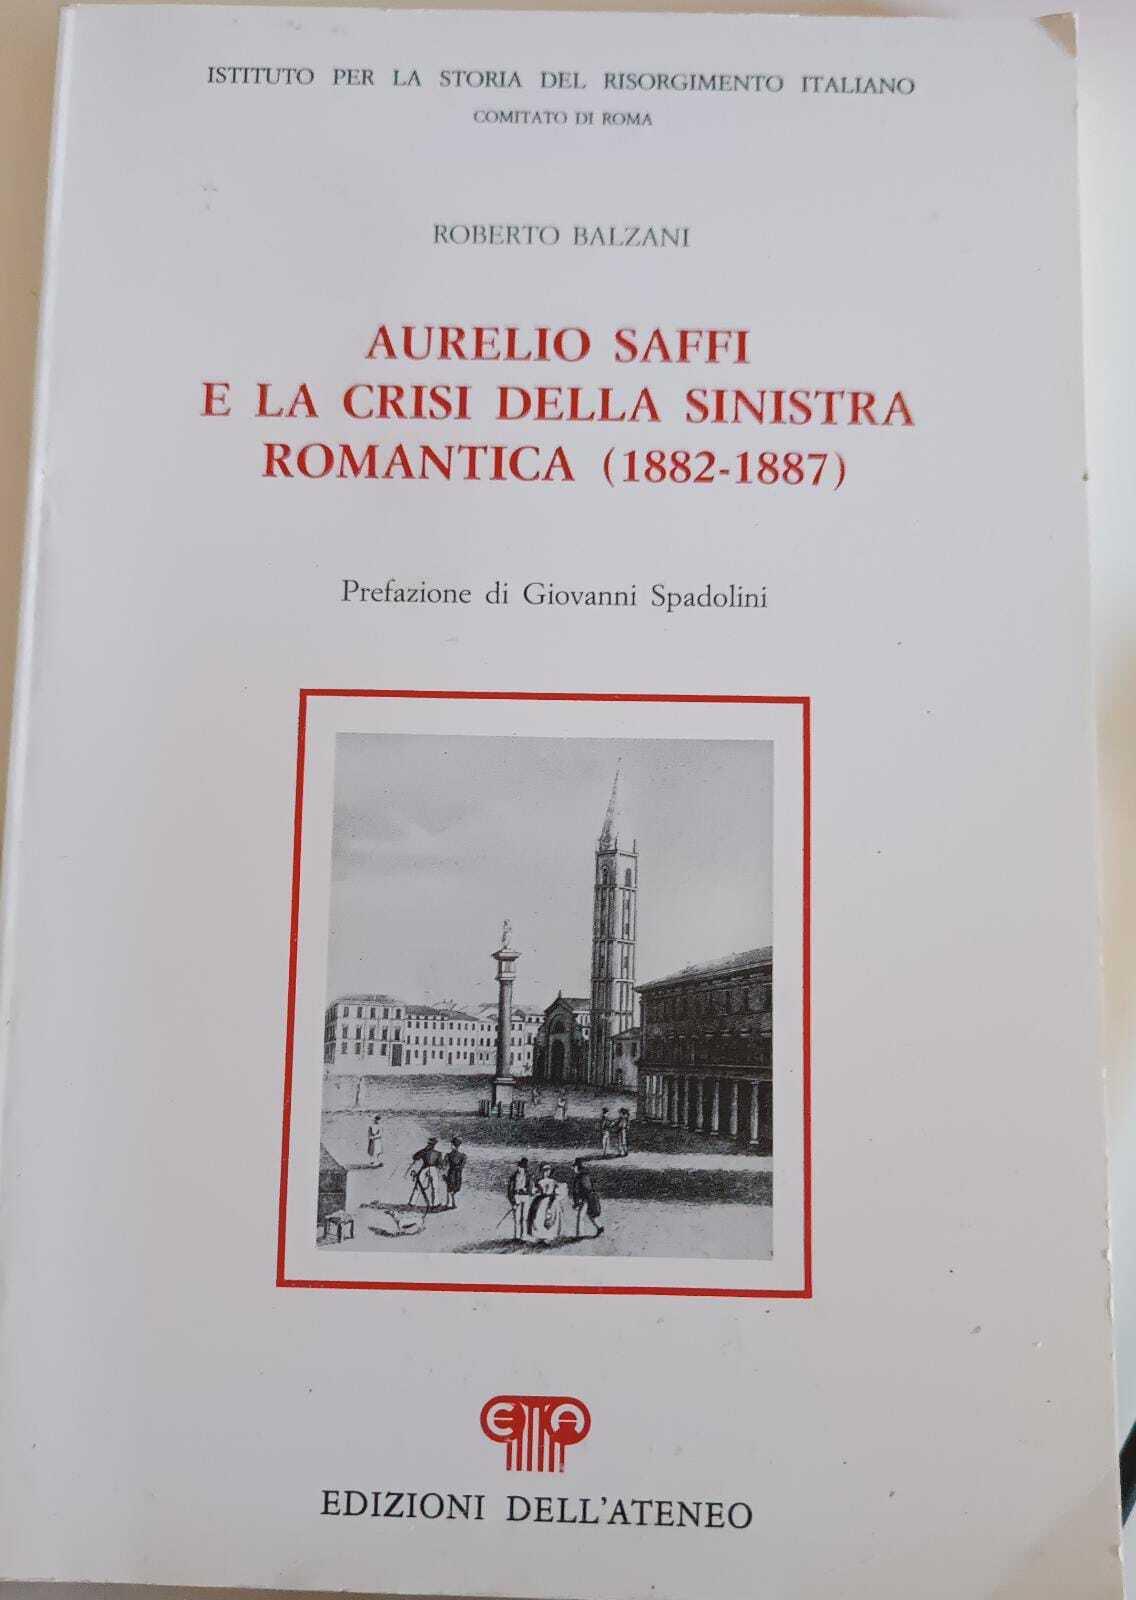 ISTITUTO PER LA STORIA DEL RISORGIMENTO ITALIANO
COMITATO DI ROMA
ROBERTO BALZANI
AURELIO SAFFI
E LA CRISI DELLA SINISTRA
ROMANTICA (1882-1887)
Prefazione di Giovanni Spadolini
E A
EDIZIONI DELL'ATENEO